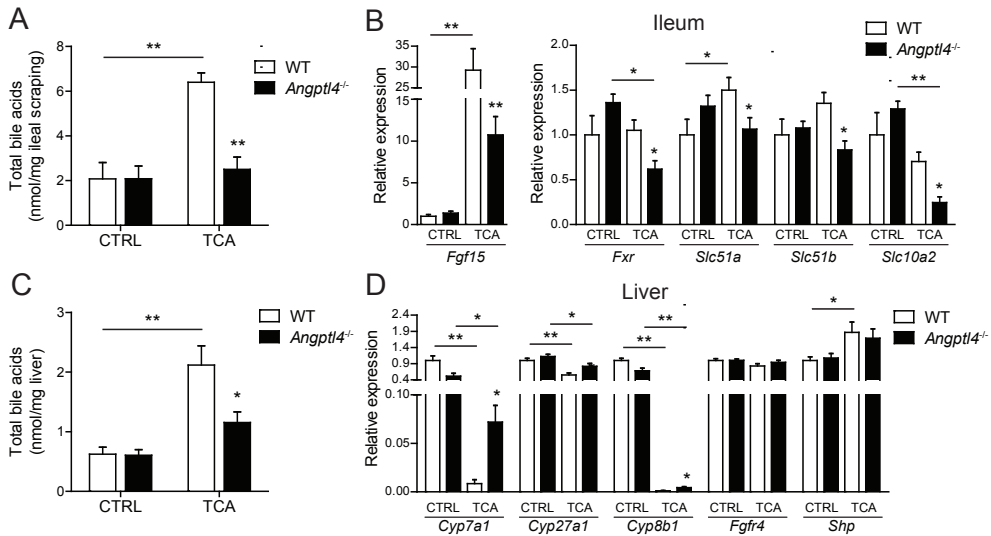 A
**
**
Total bile acids
(nmol/mg ileal scraping)
8
6
4
2
0
CTRL
TCA
WT
Angptl4-/-
B
Ileum
**
**
Relative expression
35
30
25
20
15
15
10
5
0
CTRL TCA
Fgf15
Relative expression
2.0
1.5
1.0
0.5
0.0
*
*
*
*
*
**
*
CTRL TCA CTRL TCA CTRL TCA CTRL TCA
Fxr Slc51a Slc51b Slc10a2
WT
Angptl4-/-
C
**
*
Total bile acids
(nmol/mg liver)
3
2
1
0
CTRL
TCA
WT
Angptl4-/-
D
Liver
Relative expression
2.4
1.9
1.4
0.9
0.4
0.10
0.05
0.00
*
**
*
*
**
**
**
*
*
CTRL TCA CTRL TCA CTRL TCA CTRL TCA CTRL TCA
Cyp7a1 Cyp27a1 Cyp8b1 Fgfr4 Shp
WT
Angptl4-/-